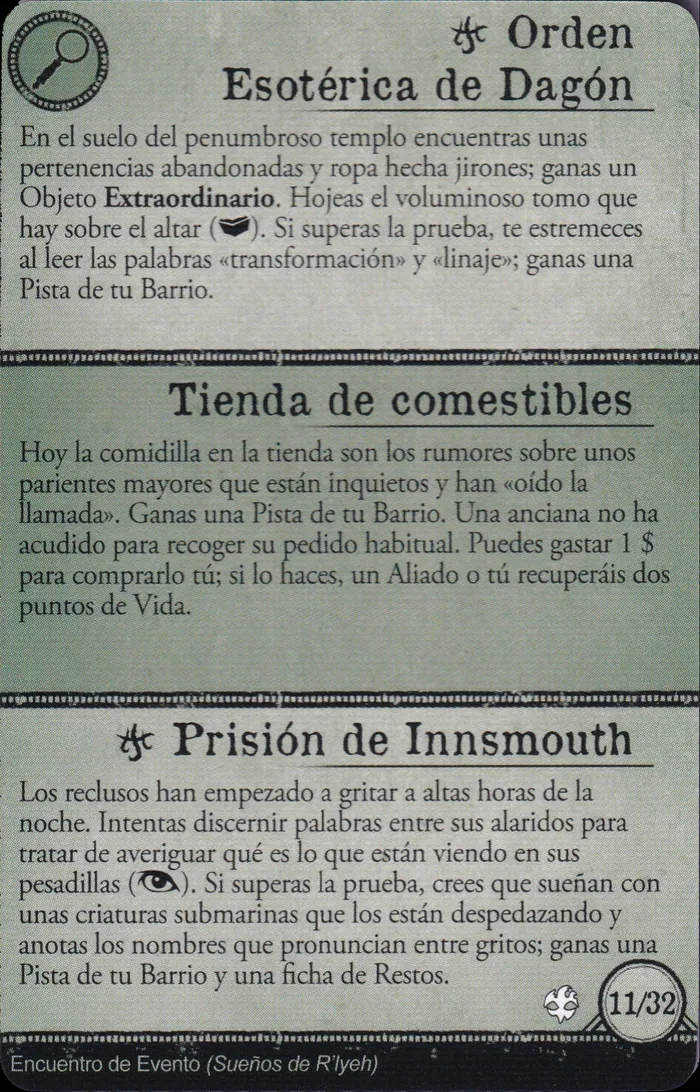 Orden
Esotérica de Dagón
En el suelo del penumbroso templo encuentras unas
pertenencias abandonadas y ropa hecha jirones; ganas un
Objeto Extraordinario. Hojeas el voluminoso tomo que
hay sobre el altar (). Si superas la prueba, te estremeces
al leer las palabras «transformación» y «linaje»; ganas una
Pista de tu Barrio.
Tienda de comestibles
Hoy la comidilla en la tienda son los rumores sobre unos
parientes mayores que están inquietos y han «oído la
llamada». Ganas una Pista de tu Barrio. Una anciana no ha
acudido para recoger su pedido habitual. Puedes gastar 1 $
para comprarlo tú; si lo haces, un Aliado o tú recuperáis dos
puntos de Vida.
Prisión de Innsmouth
Los reclusos han empezado a gritar a altas horas de la
noche. Intentas discernir palabras entre sus alaridos para
tratar de averiguar qué es lo que están viendo en sus
pesadillas (). Si superas la prueba, crees que sueñan con
unas criaturas submarinas que los están despedazando y
anotas los nombres que pronuncian entre gritos; ganas una
Pista de tu Barrio y una ficha de Restos.
11/32
Encuentro de Evento (Sueños de R'lyeh)